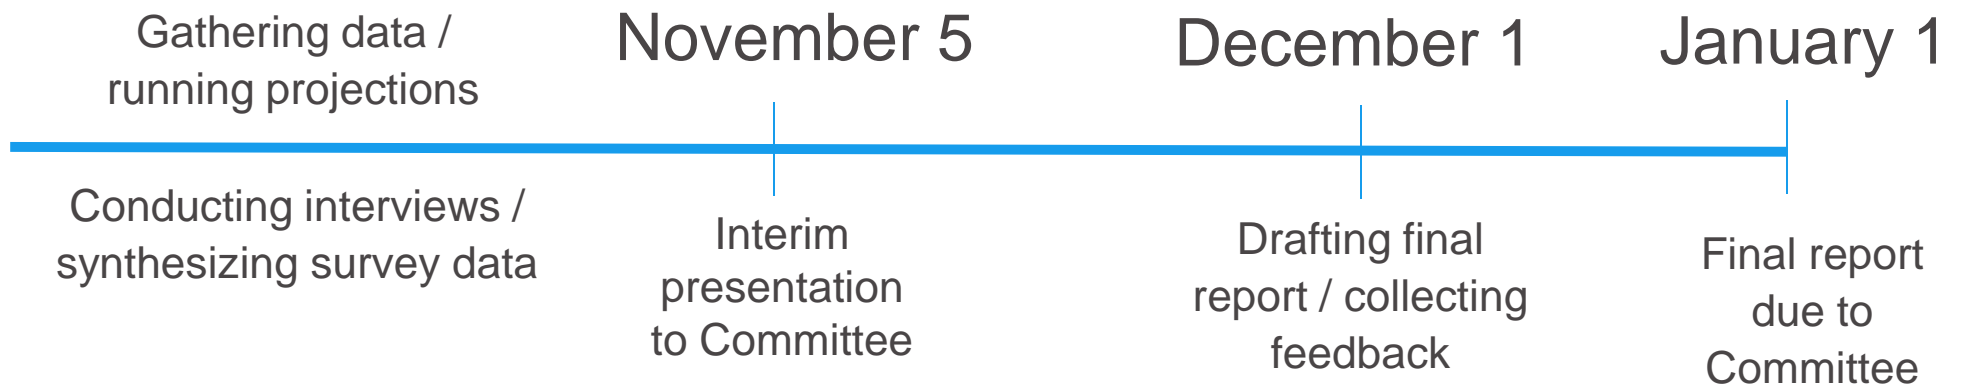 Gathering data /
running projections
November 5
December 1
January 1
Conducting interviews /
synthesizing survey data
Interim
presentation
to Committee
Drafting final
report / collecting
feedback
Final report
due to
Committee